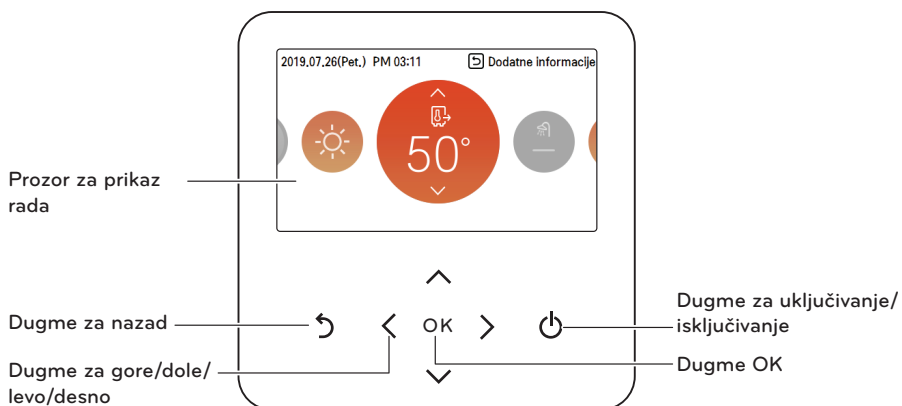 2019.07.26(Pet.) PM 03:11
Dodatne informacije
50°
Prozor za prikaz
rada
Dugme za nazad
OK
Dugme za uključivanje/
isključivanje
Dugme OK
Dugme za gore/dole/
levo/desno